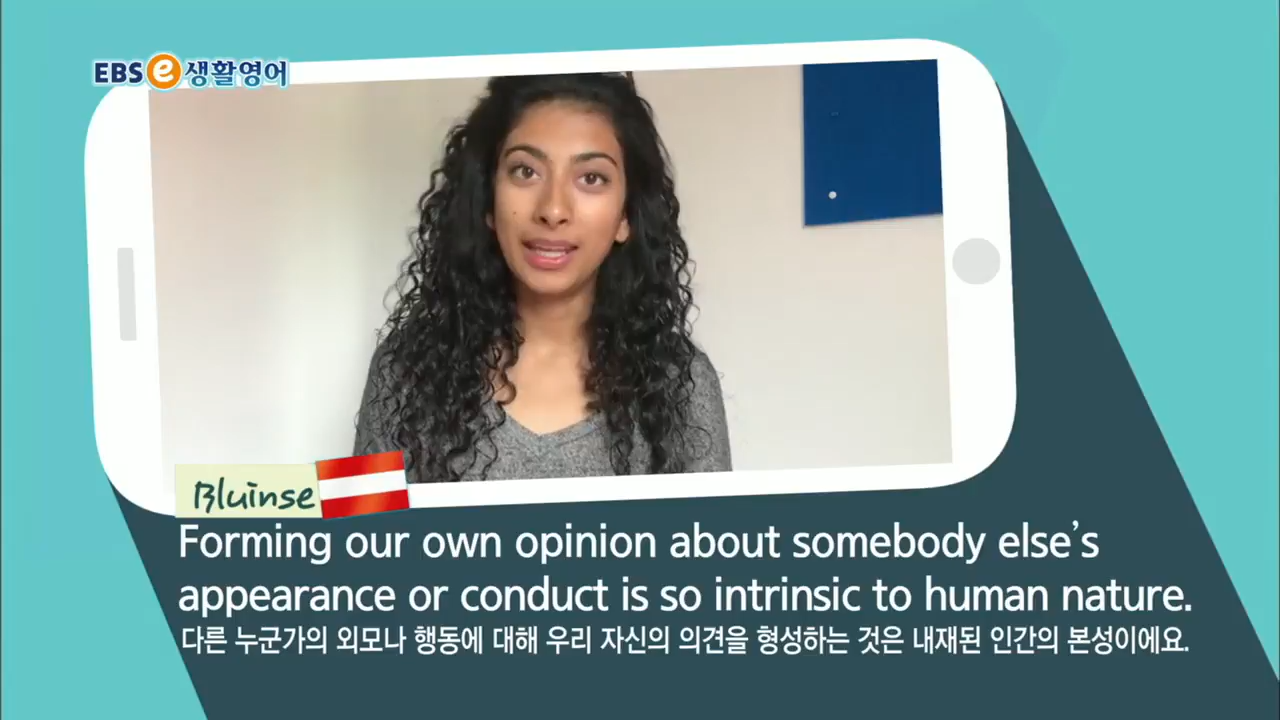 EBS e 생활영어
Bluinse
Forming our own opinion about somebody else's
appearance or conduct is so intrinsic to human nature.
다른 누군가의 외모나 행동에 대해 우리 자신의 의견을 형성하는 것은 내재된 인간의 본성이에요.